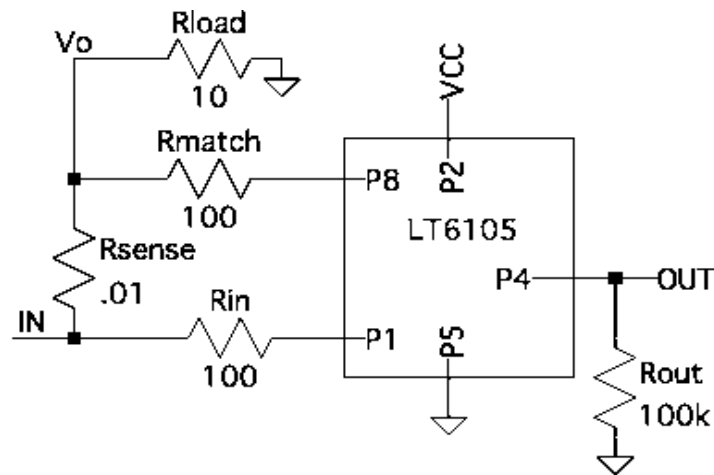 Vo
Rload
10
Rmatch
100
P8
P2
VCC
LT6105
Rsense
.01
P4
OUT
IN
Rin
100
P1
P5
Rout
100k